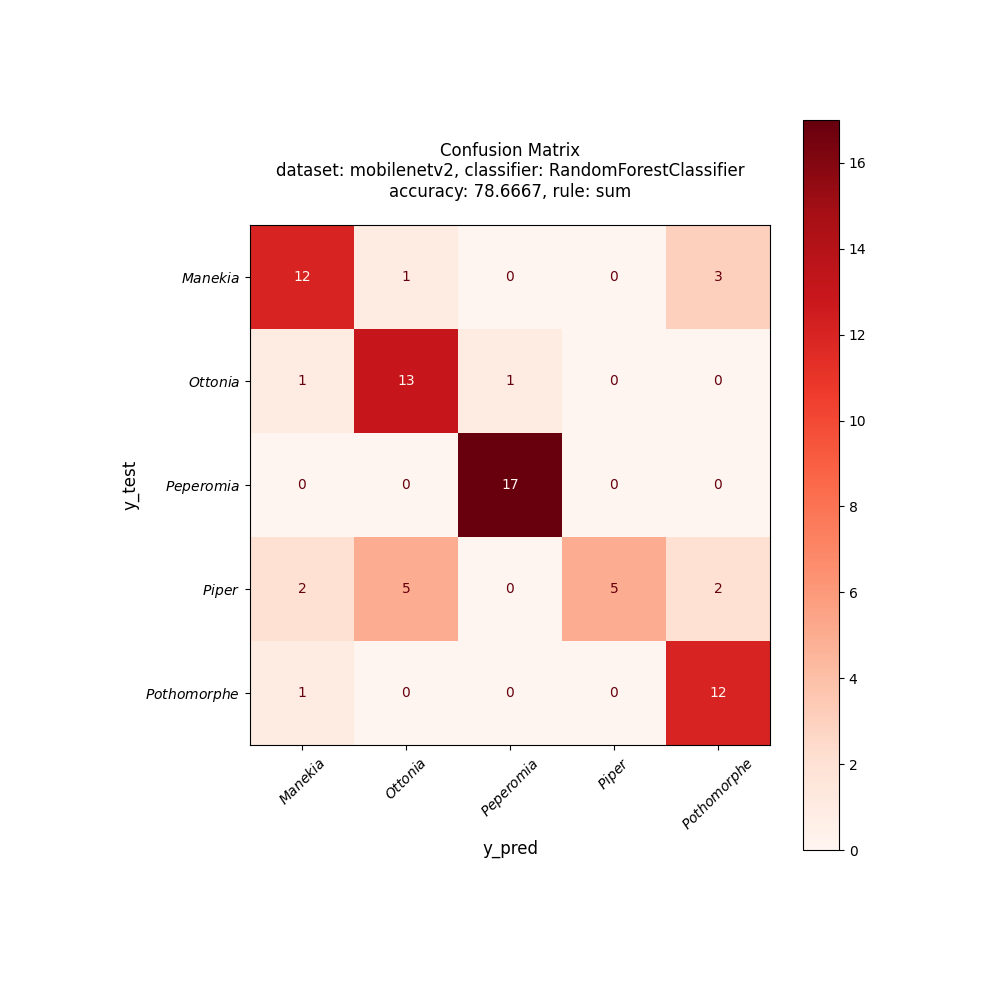 Confusion Matrix
dataset: mobilenetv2, classifier: RandomForestClassifier
accuracy: 78.6667, rule: sum
Manekia 12 1 0 0 3
Ottonia 1 13 1 0 0
Peperomia 0 0 17 0 0
Piper 2 5 0 5 2
Pothomorphe 1 0 0 0 12
y_test
Manekia Ottonia Peperomia Piper Pothomorphe
y_pred
16
14
12
10
8
6
4
2
0